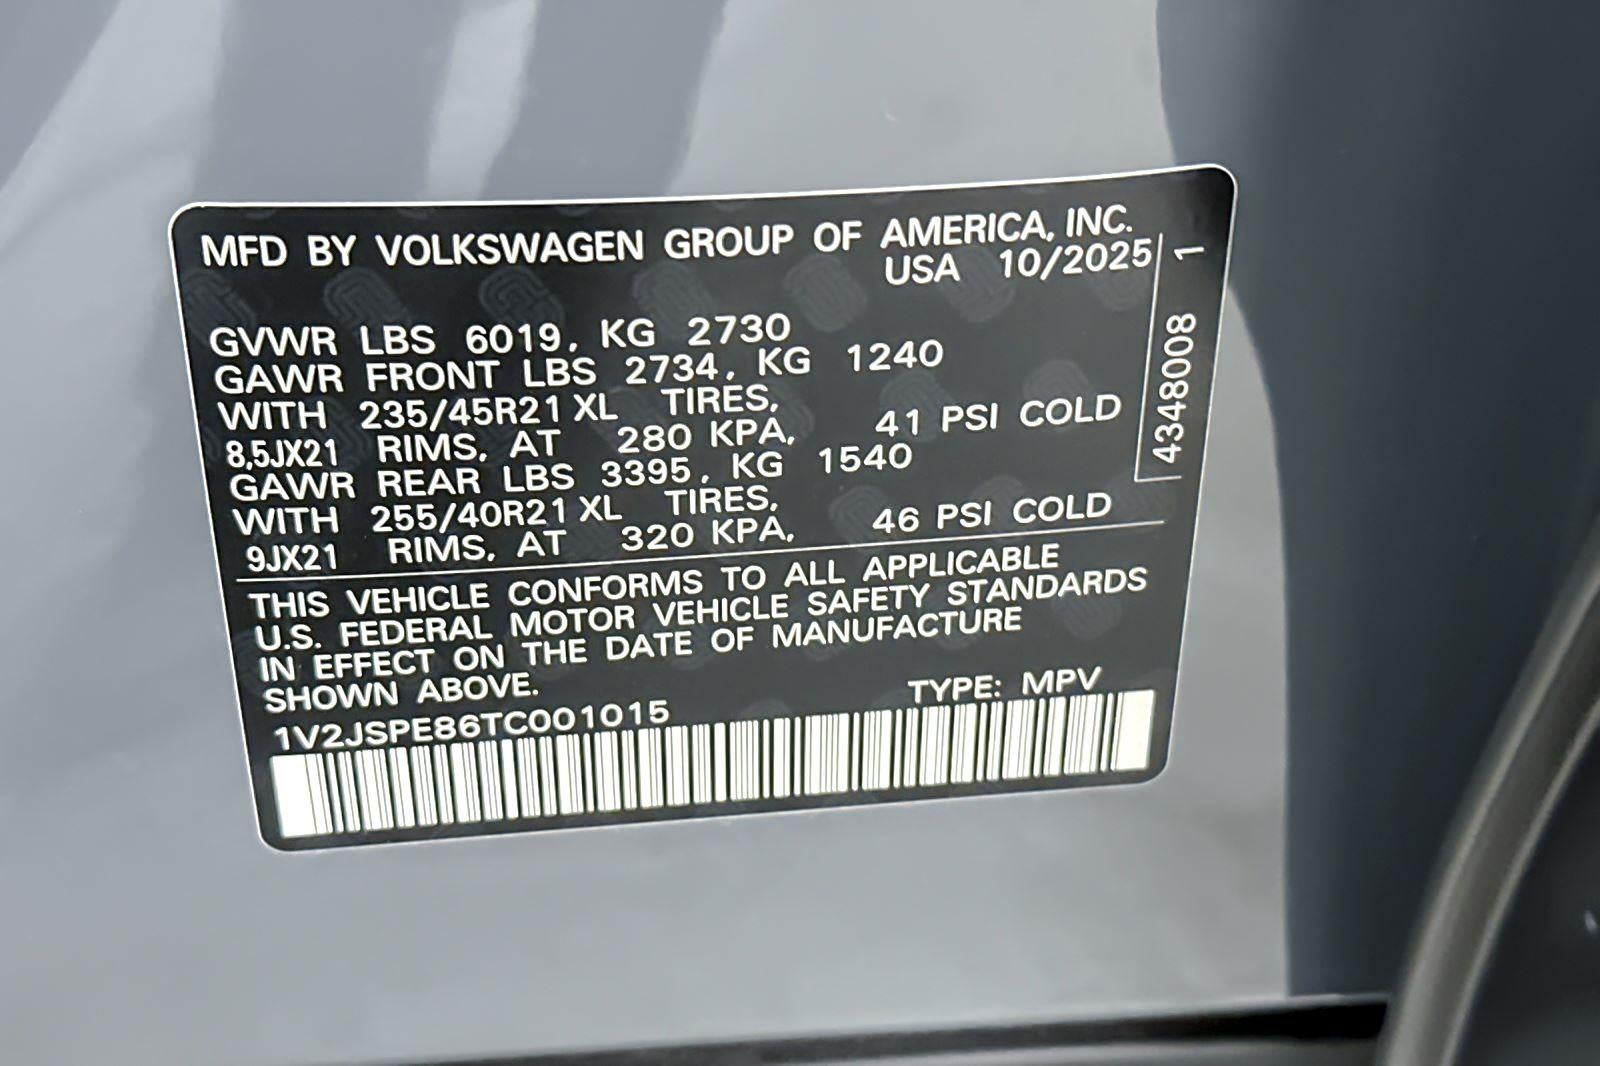 MFD BY VOLKSWAGEN GROUP OF AMERICA, INC.
USA 10/2025
GVWR LBS 6019, KG 2730
GAWR FRONT LBS 2734, KG 1240
WITH 235/45R21 XL TIRES,
8,5JX21 RIMS, AT 280 KPA, 41 PSI COLD
GAWR REAR LBS 3395, KG 1540
WITH 255/40R21 XL TIRES,
9JX21 RIMS, AT 320 KPA, 46 PSI COLD
THIS VEHICLE CONFORMS TO ALL APPLICABLE
U.S. FEDERAL MOTOR VEHICLE SAFETY STANDARDS
IN EFFECT ON THE DATE OF MANUFACTURE
SHOWN ABOVE.
TYPE: MPV
1V2JSPE86TC001015
4348008 1